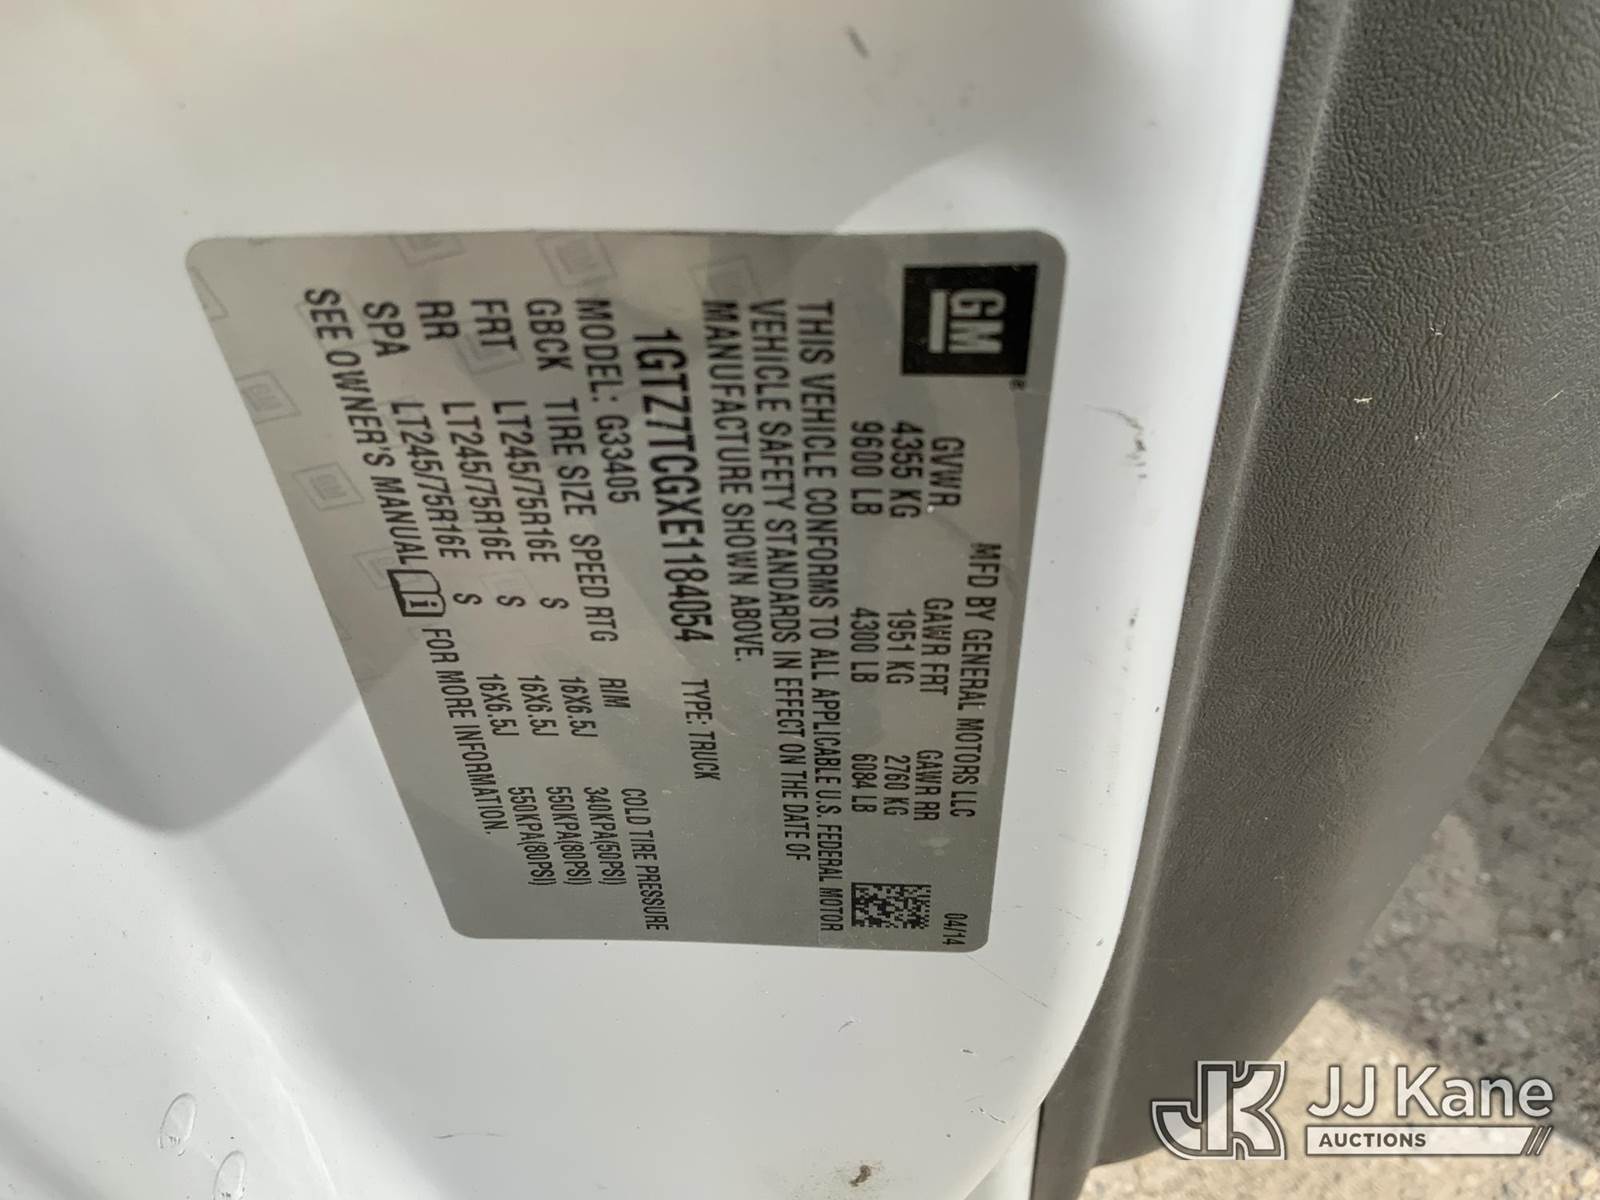 GM®
MFD BY GENERAL MOTORS LLC 04/14
GVWR GAWR FRT GAWR RR
4355 KG 1951 KG 2760 KG
9600 LB 4300 LB 6084 LB
THIS VEHICLE CONFORMS TO ALL APPLICABLE U.S. FEDERAL MOTOR
VEHICLE SAFETY STANDARDS IN EFFECT ON THE DATE OF
MANUFACTURE SHOWN ABOVE.
1GTZ7TCGXE1184054 TYPE: TRUCK
MODEL: G33405
GBCK TIRE SIZE SPEED RTG RIM COLD TIRE PRESSURE
FRT LT245/75R16E S 16X6.5J 340KPA(50PSI)
RR LT245/75R16E S 16X6.5J 550KPA(80PSI)
SPA LT245/75R16E S 16X6.5J 550KPA(80PSI)
SEE OWNER'S MANUAL FOR MORE INFORMATION.
JK JJ Kane
AUCTIONS